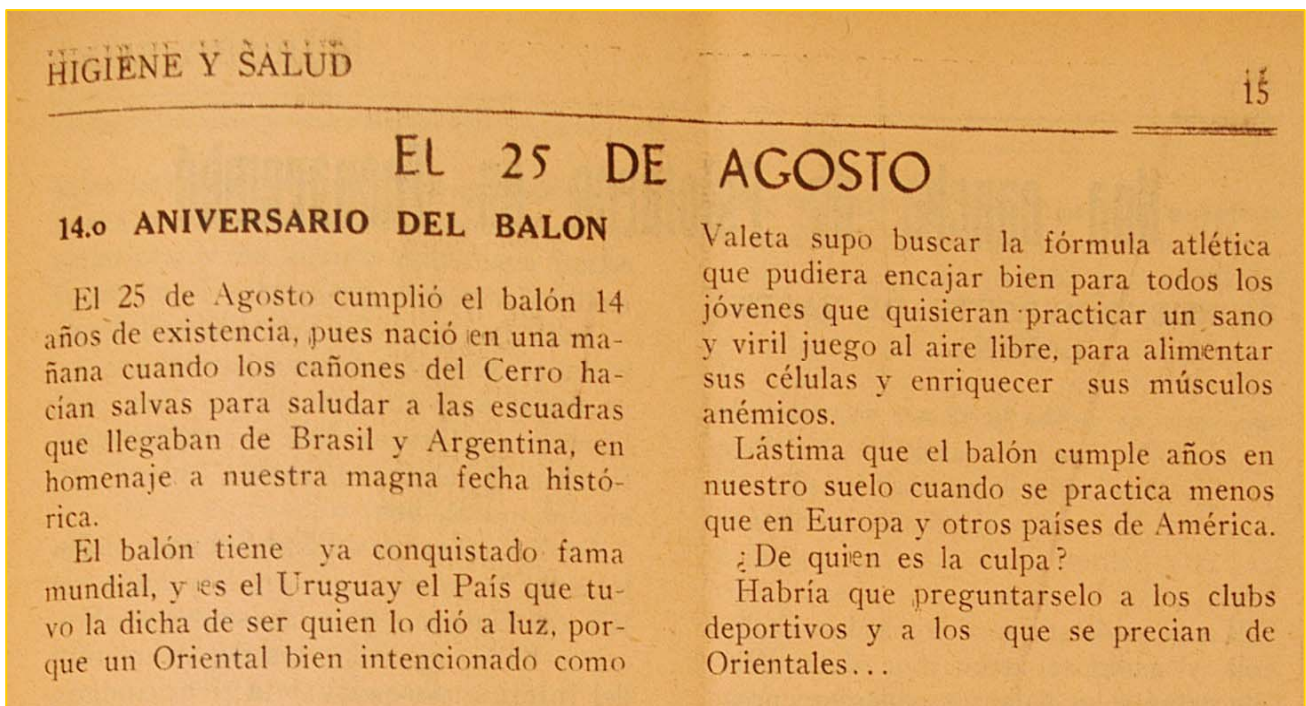 HIGIENE Y SALUD
15
EL 25 DE AGOSTO
14.o ANIVERSARIO DEL BALON
El 25 de Agosto cumplió el balón 14
años de existencia, pues nació en una ma-
ñana cuando los cañones del Cerro ha-
cían salvas para saludar a las escuadras
que llegaban de Brasil y Argentina, en
homenaje a nuestra magna fecha histó-
rica.
El balón tiene ya conquistado fama
mundial, y es el Uruguay el País que tu-
vo la dicha de ser quien lo dió a luz, por-
que un Oriental bien intencionado como
Valeta supo buscar la fórmula atlética
que pudiera encajar bien para todos los
jóvenes que quisieran practicar un sano
y viril juego al aire libre, para alimentar
sus células y enriquecer sus músculos
anémicos.
Lástima que el balón cumple años en
nuestro suelo cuando se practica menos
que en Europa y otros países de América.
¿De quien es la culpa?
Habría que preguntarselo a los clubs
deportivos y a los que se precian de
Orientales...